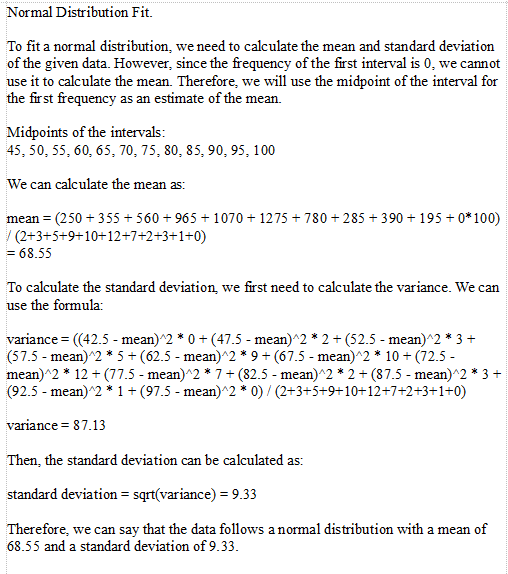 Normal Distribution Fit.
To fit a normal distribution, we need to calculate the mean and standard deviation
of the given data. However, since the frequency of the first interval is 0, we cannot
use it to calculate the mean. Therefore, we will use the midpoint of the interval for
the first frequency as an estimate of the mean.
Midpoints of the intervals:
45, 50, 55, 60, 65, 70, 75, 80, 85, 90, 95, 100
We can calculate the mean as:
mean = (250 + 355 + 560 + 965 + 1070 + 1275 + 780 + 285 + 390 + 195 + 0*100)
/ (2+3+5+9+10+12+7+2+3+1+0)
= 68.55
To calculate the standard deviation, we first need to calculate the variance. We can
use the formula:
variance = ((42.5 - mean)^2 * 0 + (47.5 - mean)^2 * 2 + (52.5 - mean)^2 * 3 +
(57.5 - mean)^2 * 5 + (62.5 - mean)^2 * 9 + (67.5 - mean)^2 * 10 + (72.5 -
mean)^2 * 12 + (77.5 - mean)^2 * 7 + (82.5 - mean)^2 * 2 + (87.5 - mean)^2 * 3 +
(92.5 - mean)^2 * 1 + (97.5 - mean)^2 * 0) / (2+3+5+9+10+12+7+2+3+1+0)
variance = 87.13
Then, the standard deviation can be calculated as:
standard deviation = sqrt(variance) = 9.33
Therefore, we can say that the data follows a normal distribution with a mean of
68.55 and a standard deviation of 9.33.